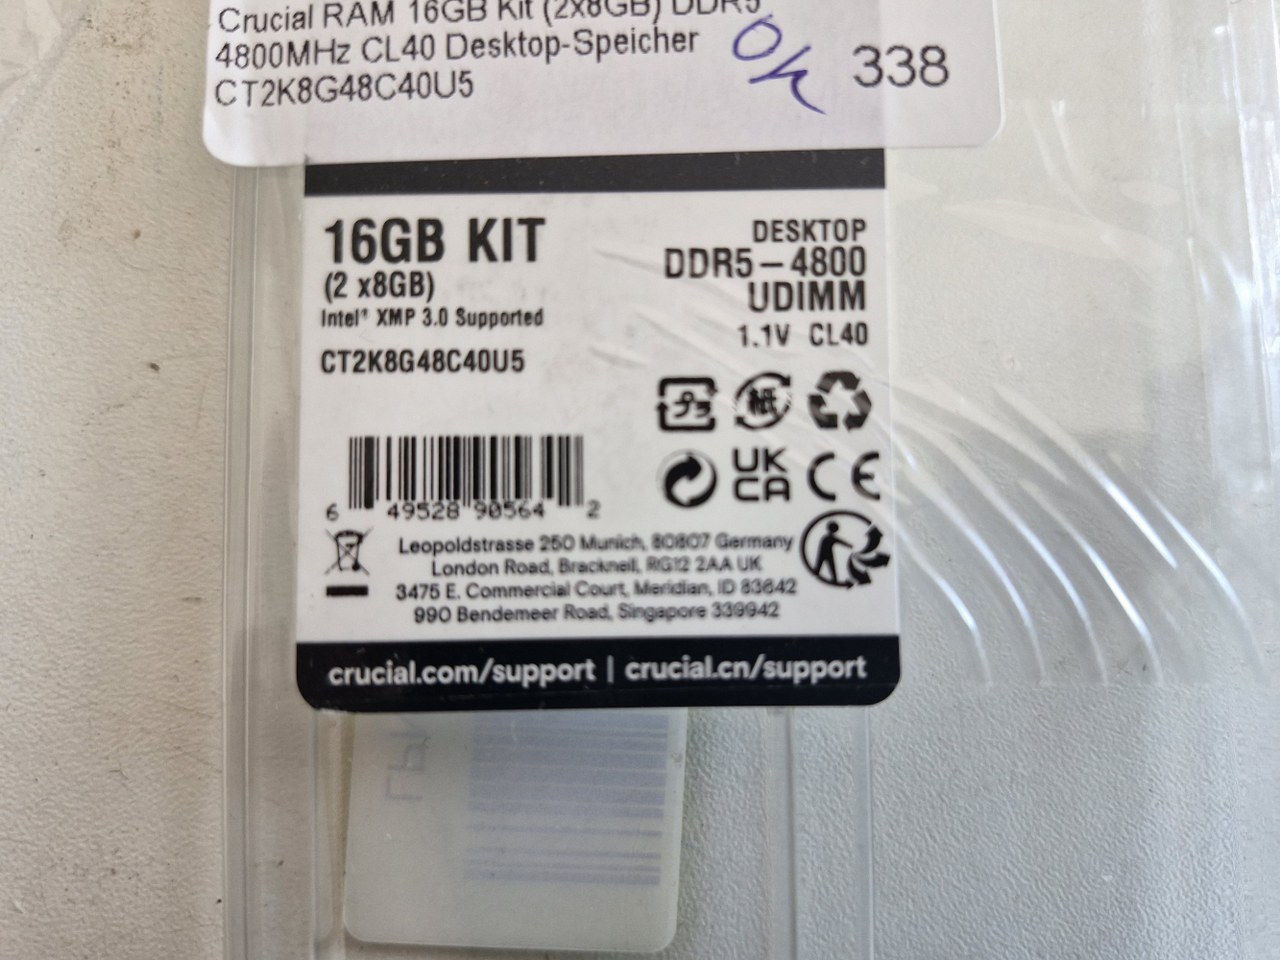 Crucial RAM 16GB Kit (2x8GB) DDR5
4800MHz CL40 Desktop-Speicher
CT2K8G48C40U5
Ok
338
16GB KIT
(2 x8GB)
Intel® XMP 3.0 Supported
CT2K8G48C40U5
DESKTOP
DDR5–4800
UDIMM
1.1V CL40
プラ
紙
UK
CA
CE
6 49528 90564 2
Leopoldstrasse 250 Munich, 80807 Germany
London Road, Bracknell, RG12 2AA UK
3475 E. Commercial Court, Meridian, ID 83642
990 Bendemeer Road, Singapore 339942
crucial.com/support | crucial.cn/support